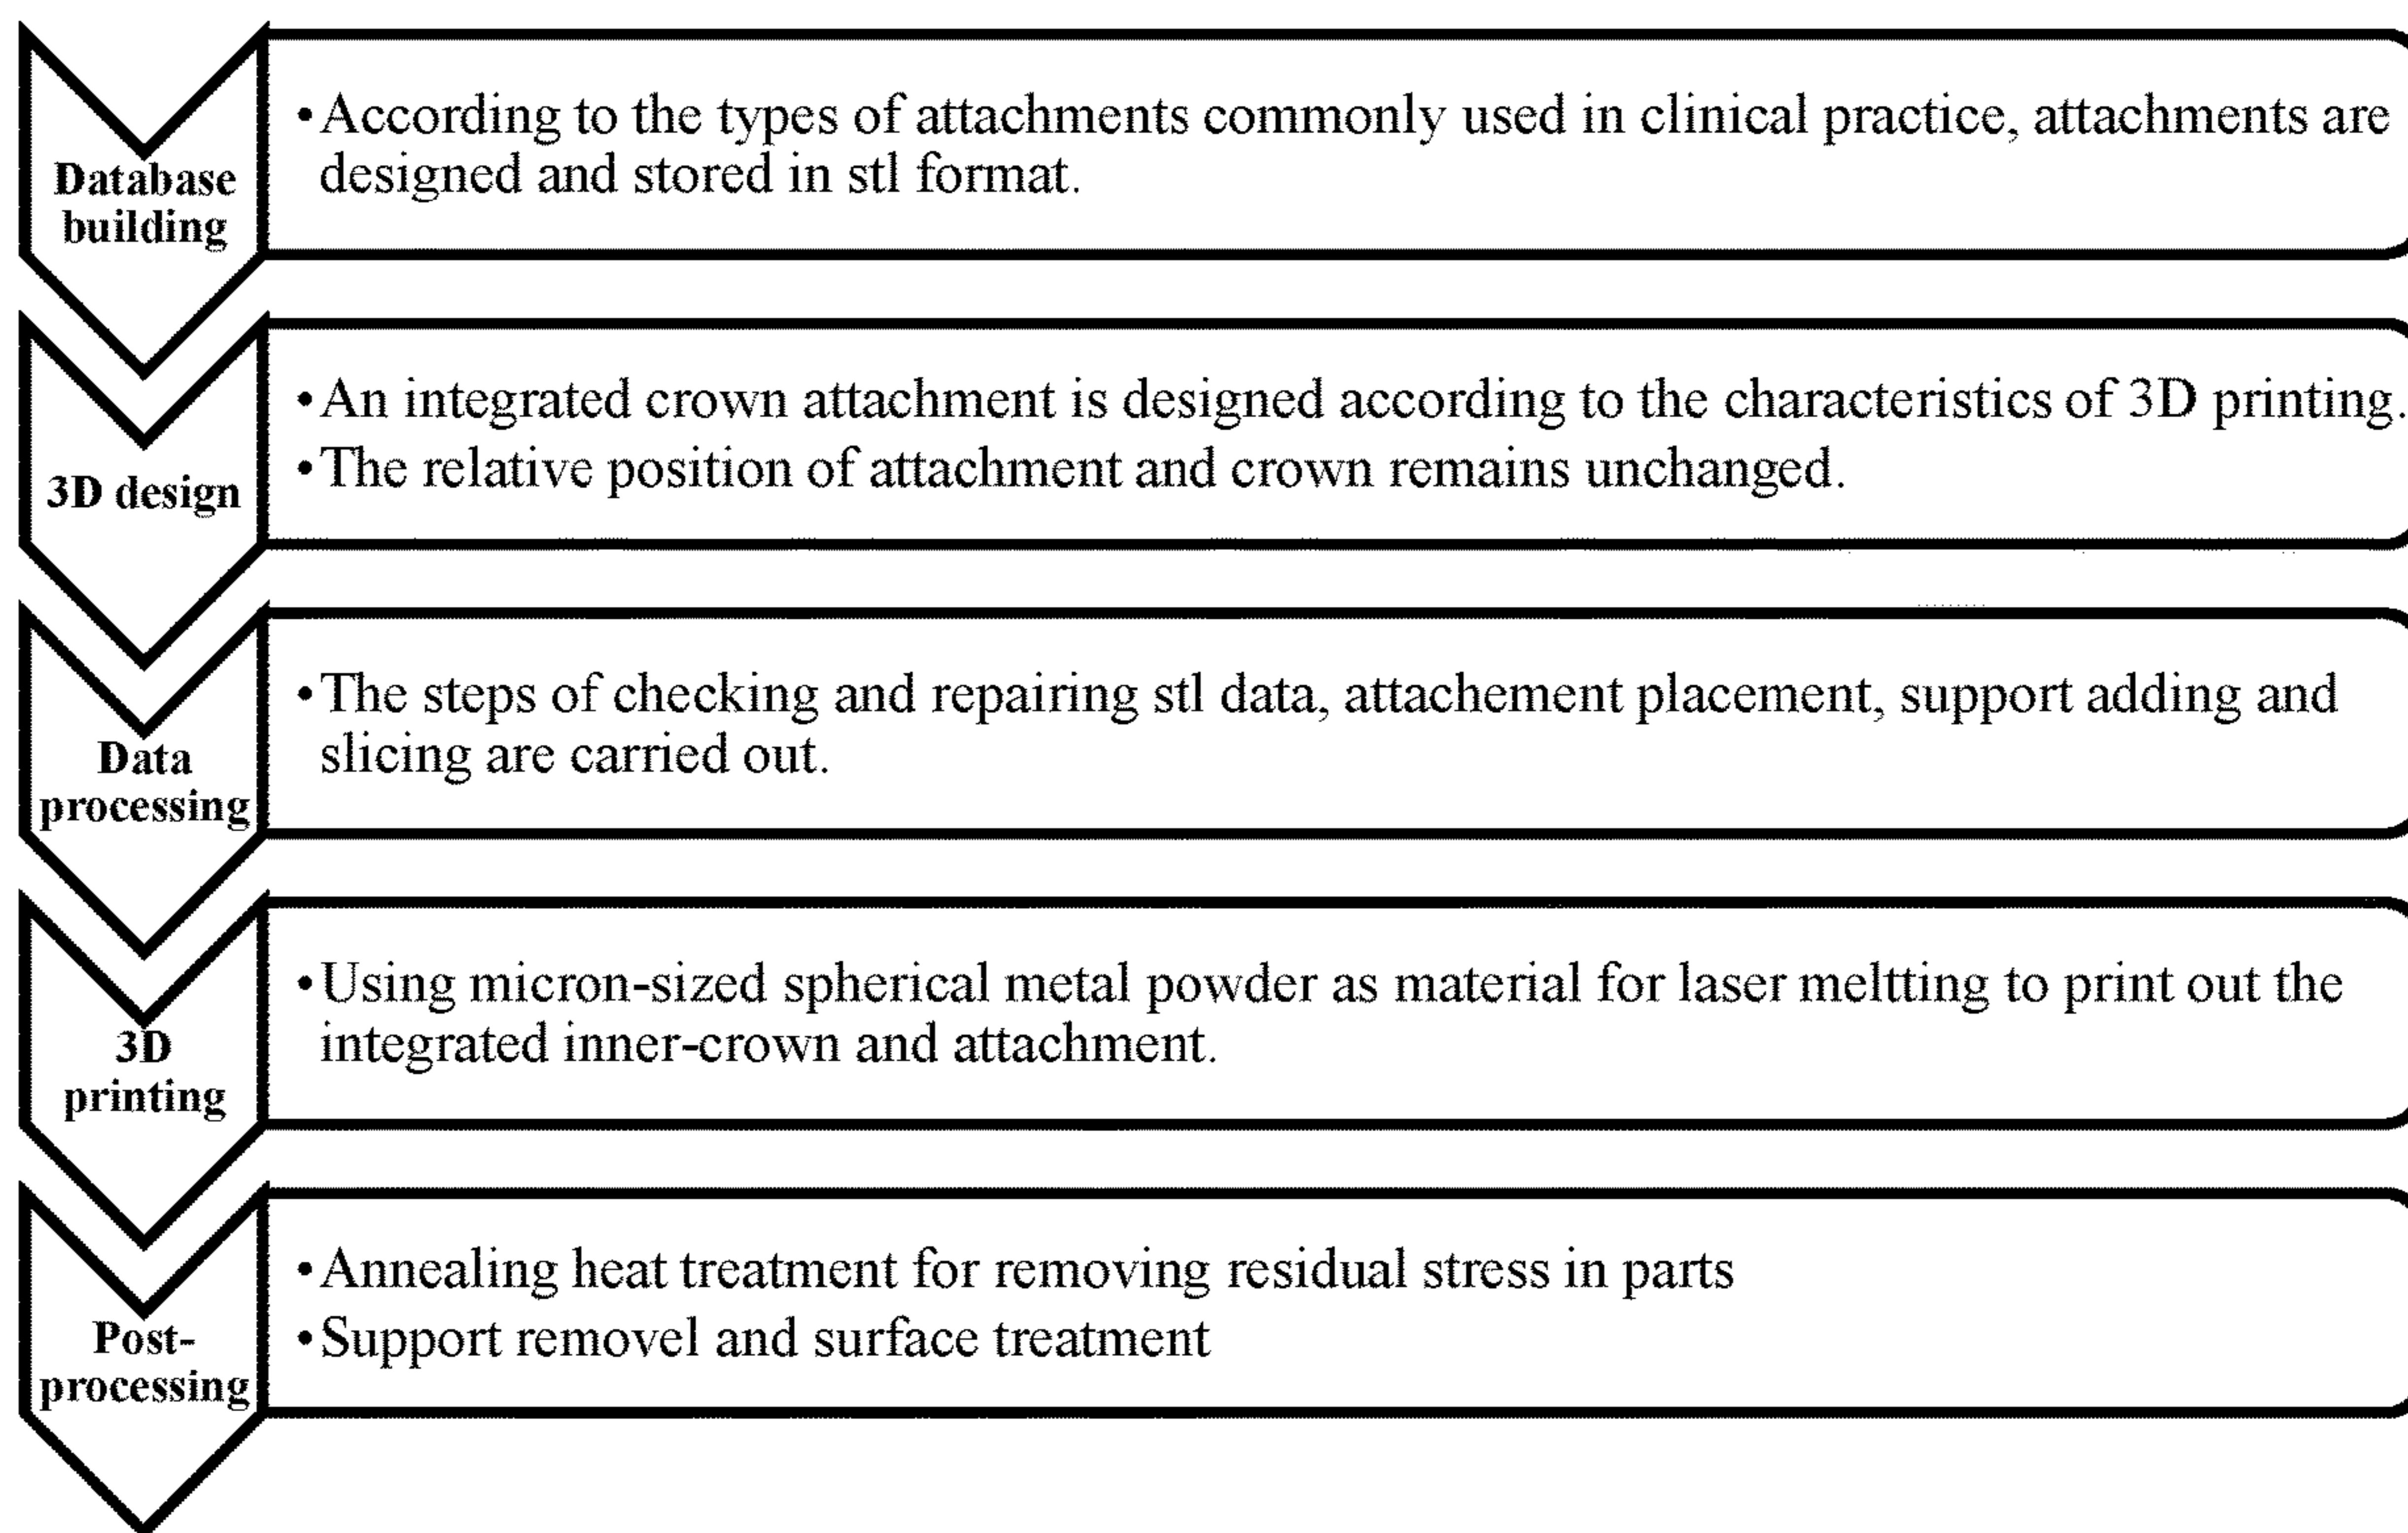 Database
building
•According to the types of attachments commonly used in clinical practice, attachments are
designed and stored in stl format.
3D design
•An integrated crown attachment is designed according to the characteristics of 3D printing.
•The relative position of attachment and crown remains unchanged.
Data
processing
•The steps of checking and repairing stl data, attachement placement, support adding and
slicing are carried out.
3D
printing
•Using micron-sized spherical metal powder as material for laser meltting to print out the
integrated inner-crown and attachment.
Post-
processing
•Annealing heat treatment for removing residual stress in parts
•Support removel and surface treatment